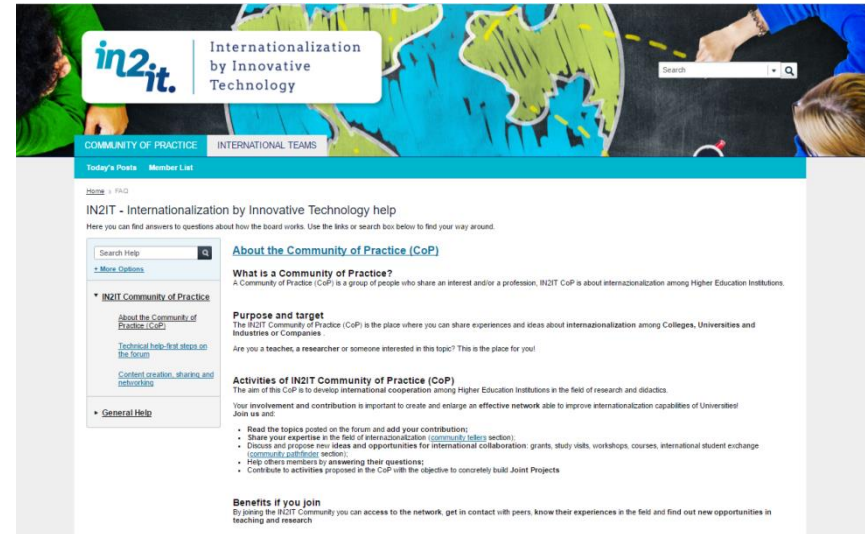 in2it.
Internationalization
by Innovative
Technology
Search
COMMUNITY OF PRACTICE
INTERNATIONAL TEAMS
Today's Posts Member List
Home FAQ
IN2IT - Internationalization by Innovative Technology help
Here you can find answers to questions about how the board works. Use the links or search box below to find your way around.
Search Help
+ More Options
IN2IT Community of Practice
About the Community of
Practice (CoP)
Technical help-first steps on
the forum
Content creation, sharing and
networking
General Help
About the Community of Practice (CoP)
What is a Community of Practice?
A Community of Practice (CoP) is a group of people who share an interest and/or a profession, IN2IT CoP is about internazionalization among Higher Education Institutions.
Purpose and target
The IN2IT Community of Practice (CoP) is the place where you can share experiences and ideas about internazionalization among Colleges, Universities and
Industries or Companies .
Are you a teacher, a researcher or someone interested in this topic? This is the place for you!
Activities of IN2IT Community of Practice (CoP)
The aim of this CoP is to develop international cooperation among Higher Education Institutions in the field of research and didactics.
Your involvement and contribution is important to create and enlarge an effective network able to improve internationalization capabilities of Universities!
Join us and:
• Read the topics posted on the forum and add your contribution;
• Share your expertise in the field of internazionalization (community tellers section);
• Discuss and propose new ideas and opportunities for international collaboration: grants, study visits, workshops, courses, international student exchange
(community pathfinder section);
• Help others members by answering their questions;
• Contribute to activities proposed in the CoP with the objective to concretely build Joint Projects
Benefits if you join
By joining the IN2IT Community you can access to the network, get in contact with peers, know their experiences in the field and find out new opportunities in
teaching and research